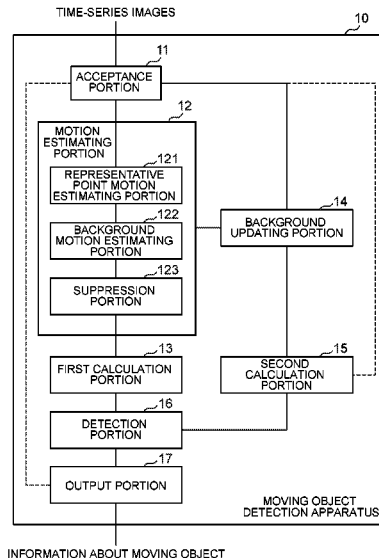 TIME-SERIES IMAGES
10
11
ACCEPTANCE
PORTION
12
MOTION
ESTIMATING
PORTION
121
REPRESENTATIVE
POINT MOTION
ESTIMATING PORTION
122
BACKGROUND
MOTION ESTIMATING
PORTION
123
SUPPRESSION
PORTION
14
BACKGROUND
UPDATING PORTION
13
FIRST CALCULATION
PORTION
15
SECOND
CALCULATION
PORTION
16
DETECTION
PORTION
17
OUTPUT PORTION
MOVING OBJECT
DETECTION APPARATUS
INFORMATION ABOUT MOVING OBJECT